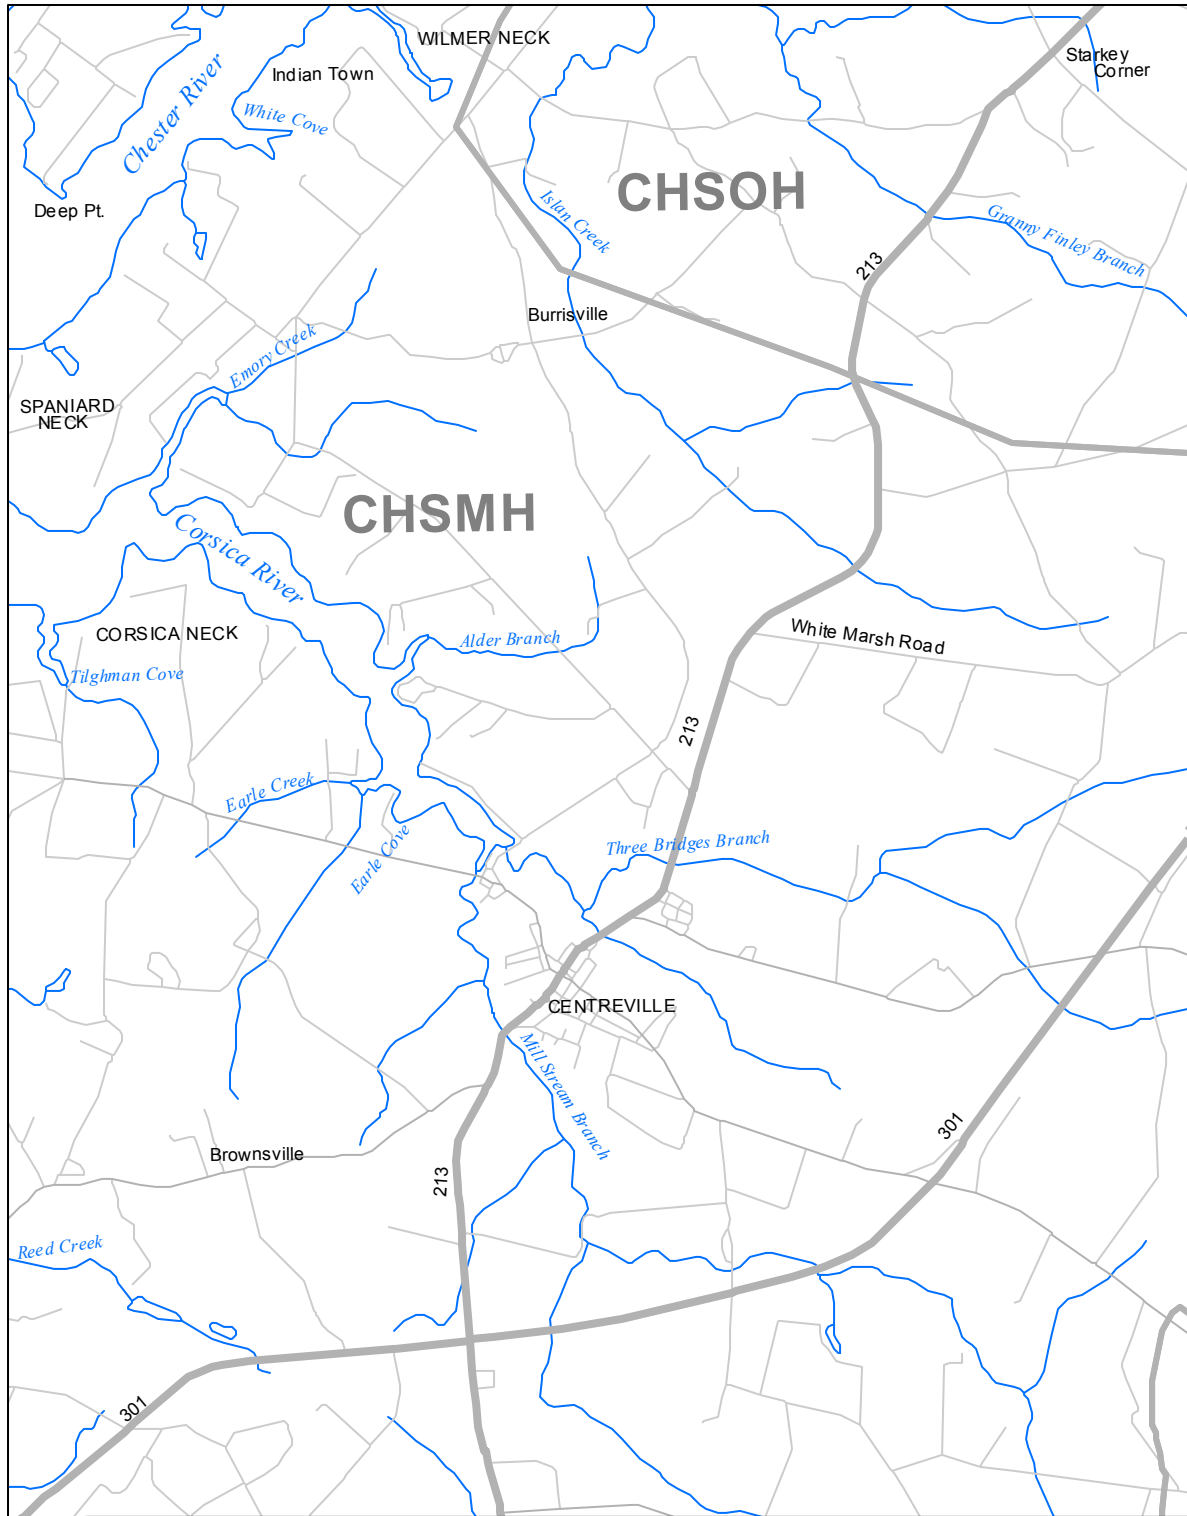 WILMER NECK
Starkey
Corner
Indian Town
Chester River
White Cove
CHSOH
Deep Pt.
Islan Creek
Granny Finley Branch
213
Burrisville
Emory Creek
SPANIARD
NECK
CHSMH
Corsica River
CORSICA NECK
Alder Branch
White Marsh Road
Tilghman Cove
213
Earle Creek
Earle Cove
Three Bridges Branch
CENTREVILLE
Mill Stream Branch
301
Brownsville
213
Reed Creek
301